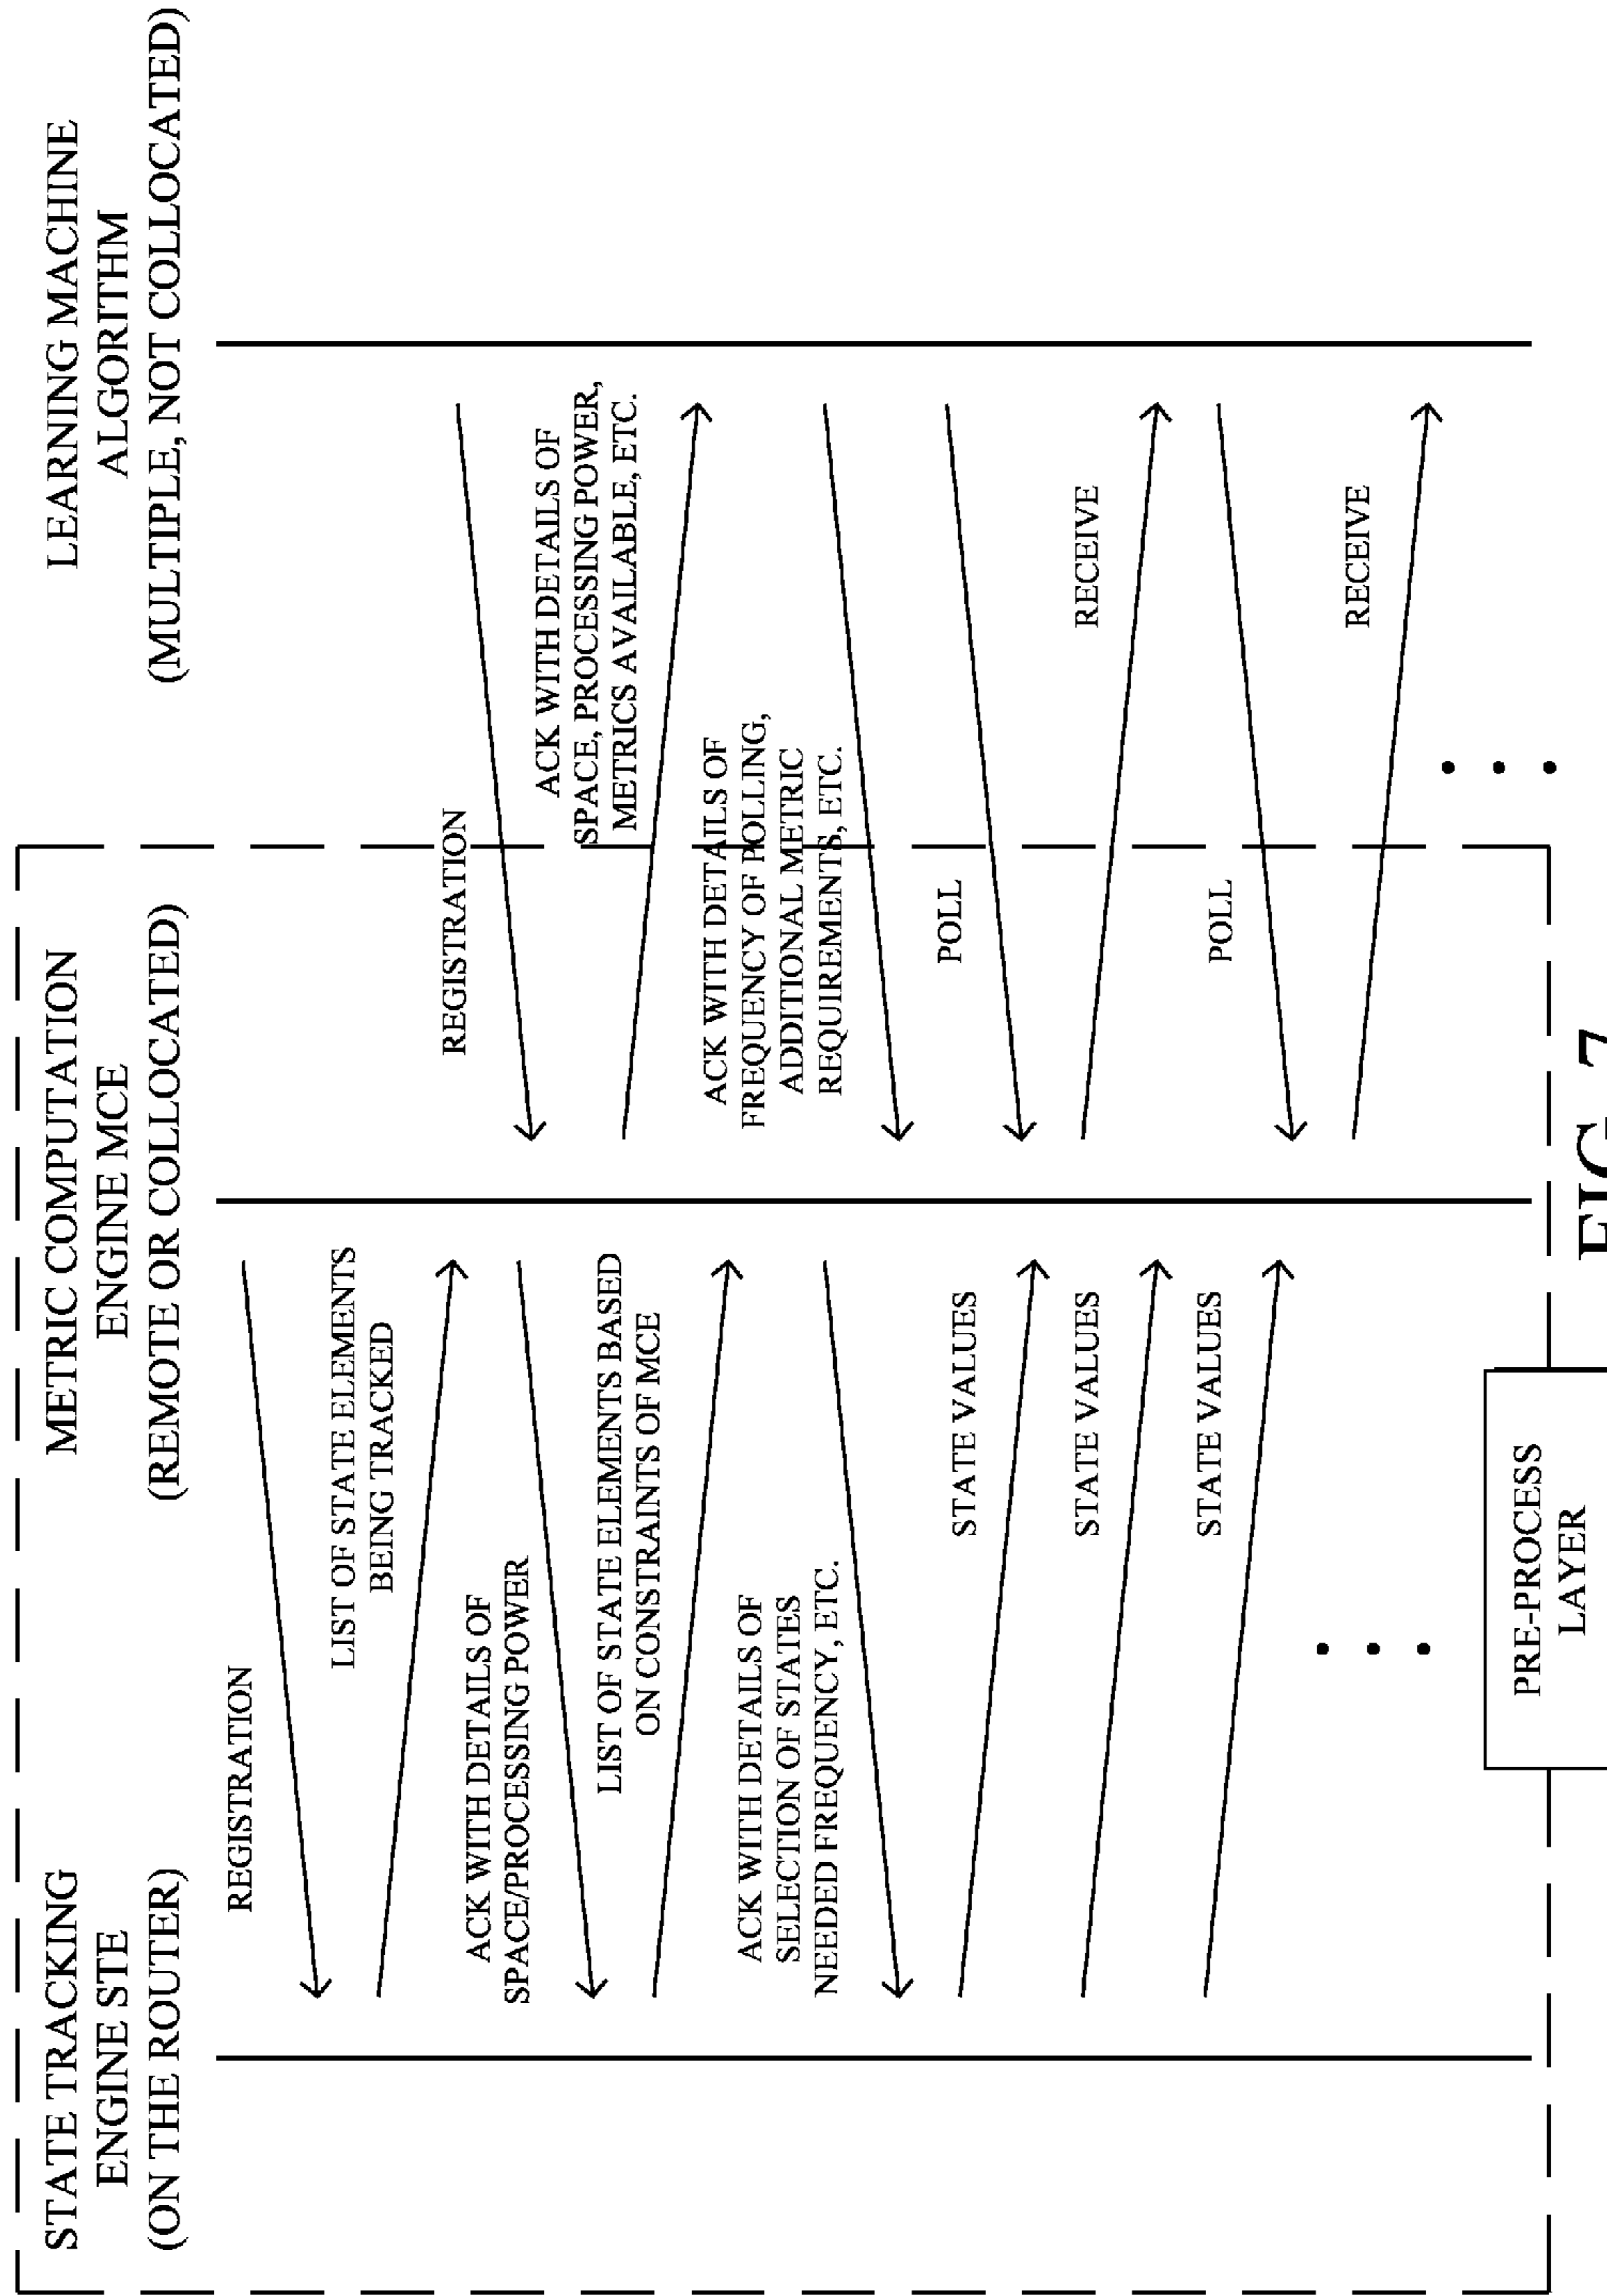 STATE TRACKING
ENGINE STE
(ON THE ROUTER)
METRIC COMPUTATION
ENGINE MCE
(REMOTE OR COLLOCATED)
LEARNING MACHINE
ALGORITHM
(MULTIPLE, NOT COLLOCATED)
REGISTRATION
LIST OF STATE ELEMENTS
BEING TRACKED
ACK WITH DETAILS OF
SPACE/PROCESSING POWER
LIST OF STATE ELEMENTS BASED
ON CONSTRAINTS OF MCE
ACK WITH DETAILS OF
SELECTION OF STATES
NEEDED FREQUENCY, ETC.
STATE VALUES
STATE VALUES
STATE VALUES
REGISTRATION
ACK WITH DETAILS OF
SPACE, PROCESSING POWER,
METRICS AVAILABLE, ETC.
ACK WITH DETAILS OF
FREQUENCY OF POLLING,
ADDITIONAL METRIC
REQUIREMENTS, ETC.
POLL
RECEIVE
POLL
RECEIVE
PRE-PROCESS
LAYER
FIG. 7